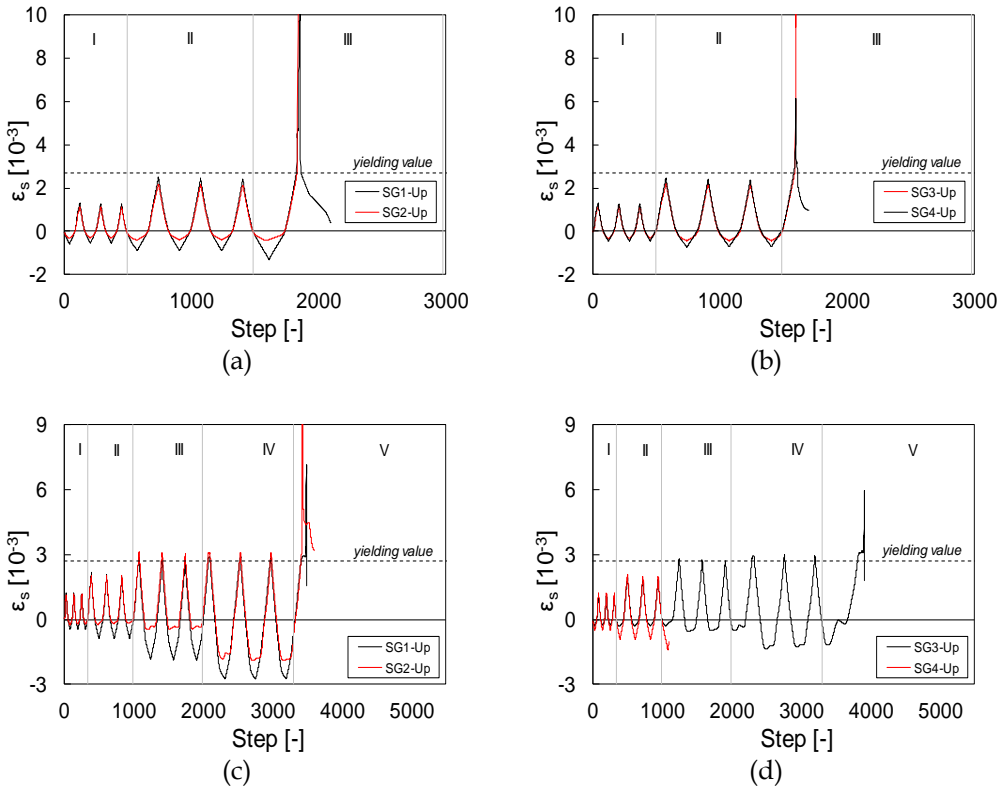 10
8
6
4
2
0
-2
εs [10-3]
I
II
III
yielding value
SG1-Up
SG2-Up
0
1000
2000
3000
Step [-]
(a)
10
8
6
4
2
0
-2
εs [10-3]
I
II
III
yielding value
SG3-Up
SG4-Up
0
1000
2000
3000
Step [-]
(b)
9
6
3
0
-3
εs [10-3]
I
II
III
IV
V
yielding value
SG1-Up
SG2-Up
0
1000
2000
3000
4000
5000
Step [-]
(c)
9
6
3
0
-3
εs [10-3]
I
II
III
IV
V
yielding value
SG3-Up
SG4-Up
0
1000
2000
3000
4000
5000
Step [-]
(d)